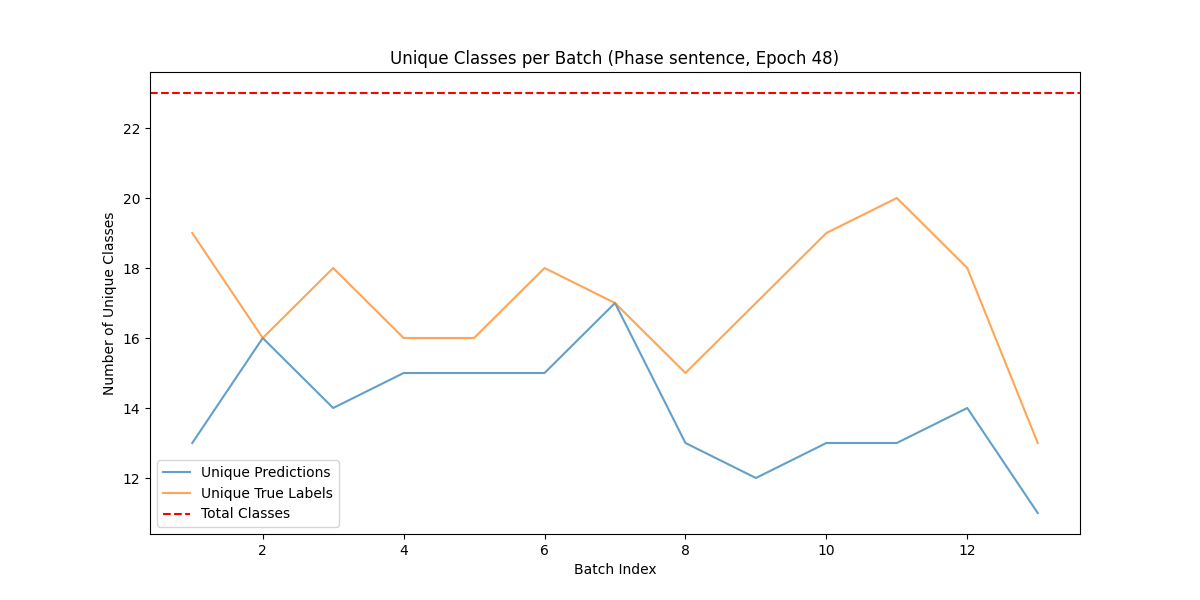 Unique Classes per Batch (Phase sentence, Epoch 48)
Number of Unique Classes
22
20
18
16
14
12
Unique Predictions
Unique True Labels
Total Classes
2 4 6 8 10 12
Batch Index